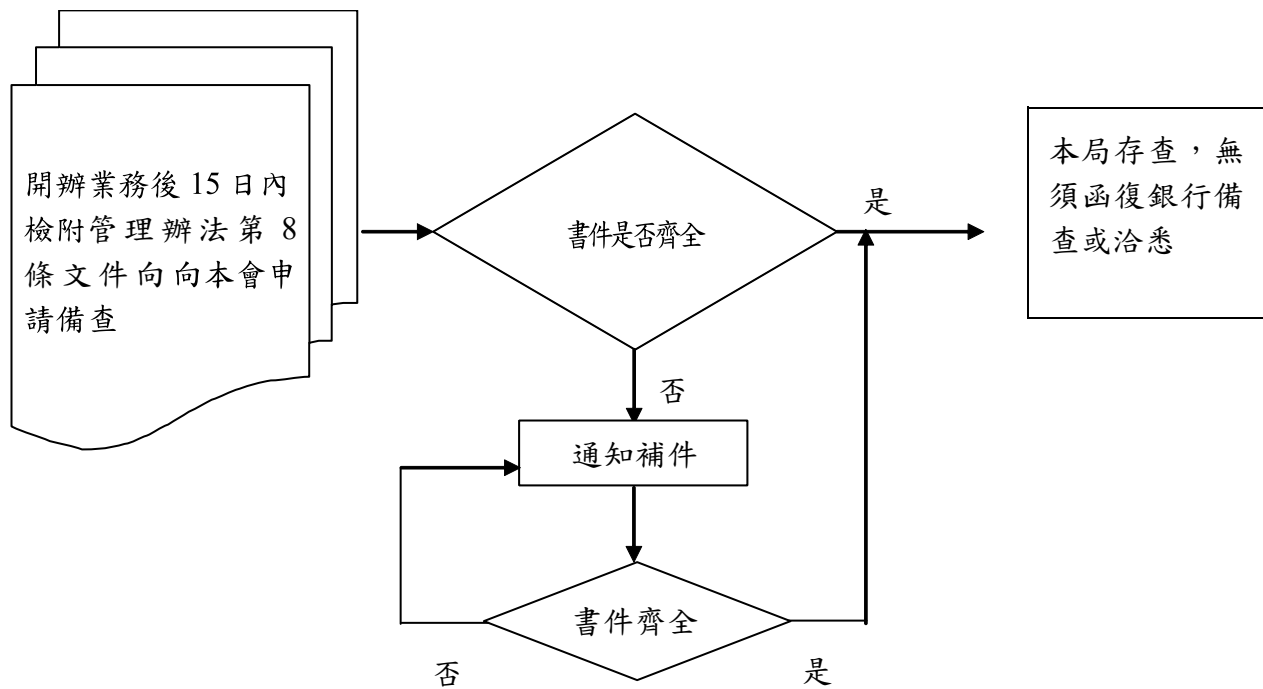 開辦業務後 15 日內
檢附管理辦法第 8
條文件向向本會申
請備查
書件是否齊全
是
本局存查，無
須函復銀行備
查或洽悉
否
通知補件
書件齊全
否
是